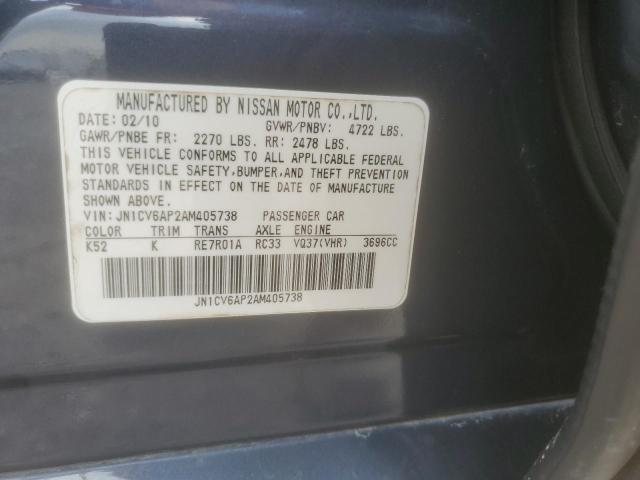 MANUFACTURED BY NISSAN MOTOR CO.,LTD.
DATE: 02/10 GVWR/PNBV: 4722 LBS.
GAWR/PNBE FR: 2270 LBS. RR: 2478 LBS.
THIS VEHICLE CONFORMS TO ALL APPLICABLE FEDERAL
MOTOR VEHICLE SAFETY, BUMPER, AND THEFT PREVENTION
STANDARDS IN EFFECT ON THE DATE OF MANUFACTURE
SHOWN ABOVE.
VIN: JN1CV6AP2AM405738 PASSENGER CAR
COLOR TRIM TRANS AXLE ENGINE
K52 K RE7R01A RC33 VQ37(VHR) 3696CC
JN1CV6AP2AM405738